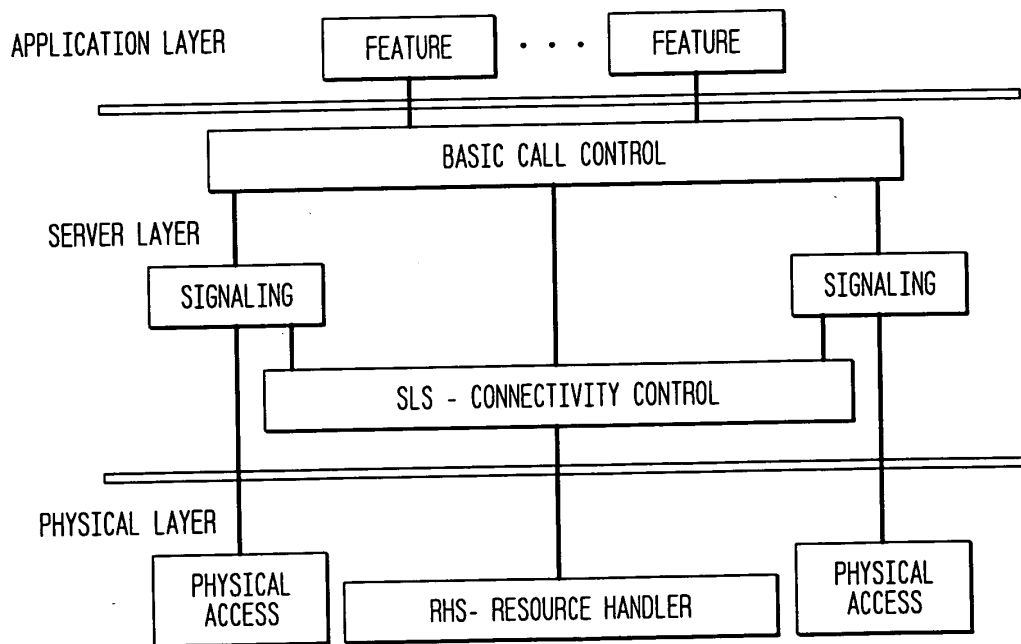 APPLICATION LAYER
FEATURE . . . FEATURE
BASIC CALL CONTROL
SERVER LAYER
SIGNALING
SIGNALING
SLS - CONNECTIVITY CONTROL
PHYSICAL LAYER
PHYSICAL
ACCESS
RHS- RESOURCE HANDLER
PHYSICAL
ACCESS